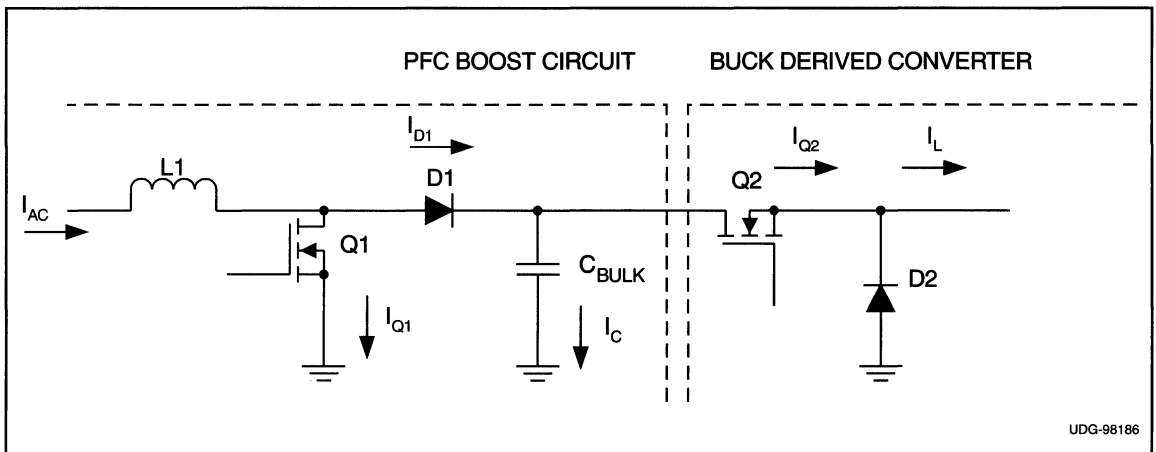 PFC BOOST CIRCUIT
BUCK DERIVED CONVERTER
I_D1
I_Q2
I_L
L1
D1
Q2
I_AC
Q1
C_BULK
D2
I_Q1
I_C
UDG-98186